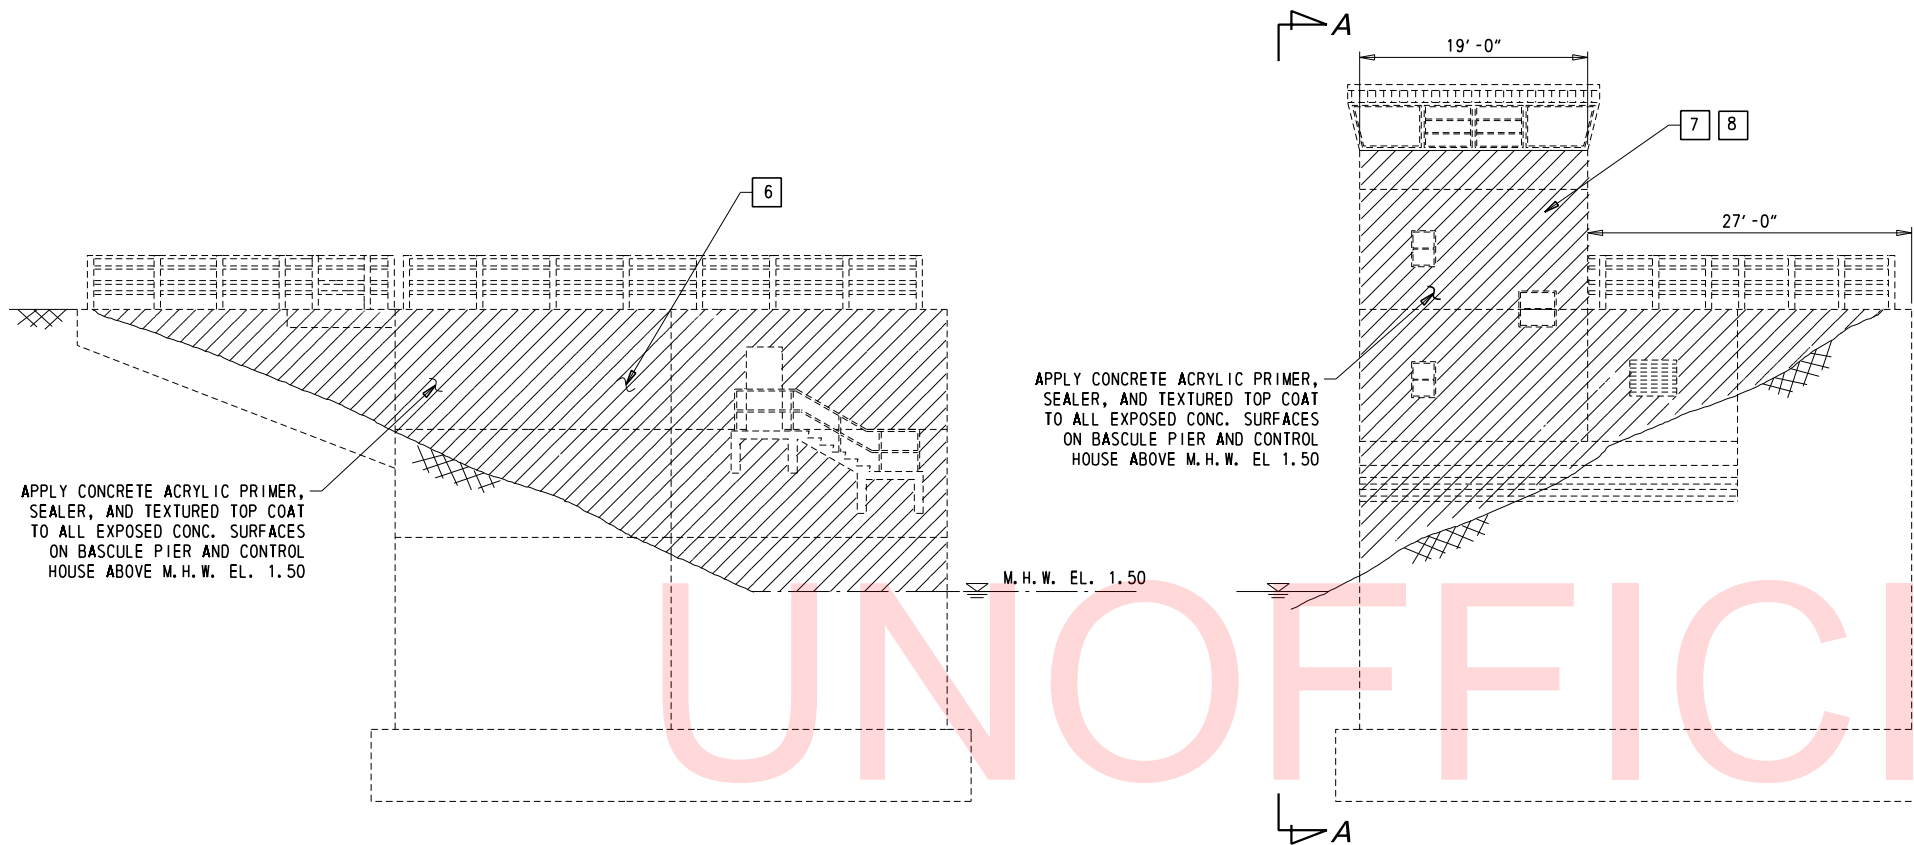 A
19'-0"
7 8
6
27'-0"
APPLY CONCRETE ACRYLIC PRIMER,
SEALER, AND TEXTURED TOP COAT
TO ALL EXPOSED CONC. SURFACES
ON BASCULE PIER AND CONTROL
HOUSE ABOVE M.H.W. EL 1.50
APPLY CONCRETE ACRYLIC PRIMER,
SEALER, AND TEXTURED TOP COAT
TO ALL EXPOSED CONC. SURFACES
ON BASCULE PIER AND CONTROL
HOUSE ABOVE M.H.W. EL. 1.50
M.H.W. EL. 1.50
UNOFFICI
A